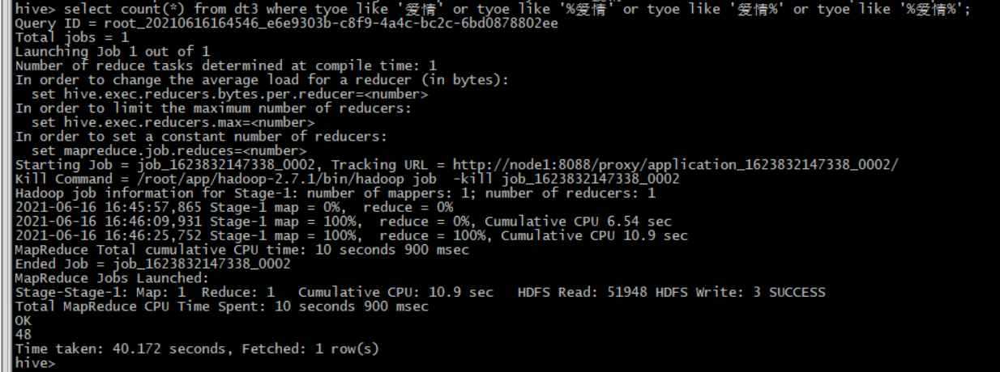 hive> select count(*) from dt3 where tyoe like '爱情' or tyoe like '%爱情' or tyoe like '爱情%' or tyoe like '%爱情%';
Query ID = root_20210616164546_e6e9303b-c8f9-4a4c-bc2c-6bd0878802ee
Total jobs = 1
Launching Job 1 out of 1
Number of reduce tasks determined at compile time: 1
In order to change the average load for a reducer (in bytes):
  set hive.exec.reducers.bytes.per.reducer=<number>
In order to limit the maximum number of reducers:
  set hive.exec.reducers.max=<number>
In order to set a constant number of reducers:
  set mapreduce.job.reduces=<number>
Starting Job = job_1623832147338_0002, Tracking URL = http://node1:8088/proxy/application_1623832147338_0002/
Kill Command = /root/app/hadoop-2.7.1/bin/hadoop job  -kill job_1623832147338_0002
Hadoop job information for Stage-1: number of mappers: 1; number of reducers: 1
2021-06-16 16:45:57,865 Stage-1 map = 0%,  reduce = 0%
2021-06-16 16:46:09,931 Stage-1 map = 100%,  reduce = 0%, Cumulative CPU 6.54 sec
2021-06-16 16:46:25,752 Stage-1 map = 100%,  reduce = 100%, Cumulative CPU 10.9 sec
MapReduce Total cumulative CPU time: 10 seconds 900 msec
Ended Job = job_1623832147338_0002
MapReduce Jobs Launched:
Stage-Stage-1: Map: 1  Reduce: 1   Cumulative CPU: 10.9 sec   HDFS Read: 51948 HDFS Write: 3 SUCCESS
Total MapReduce CPU Time Spent: 10 seconds 900 msec
OK
48
Time taken: 40.172 seconds, Fetched: 1 row(s)
hive>